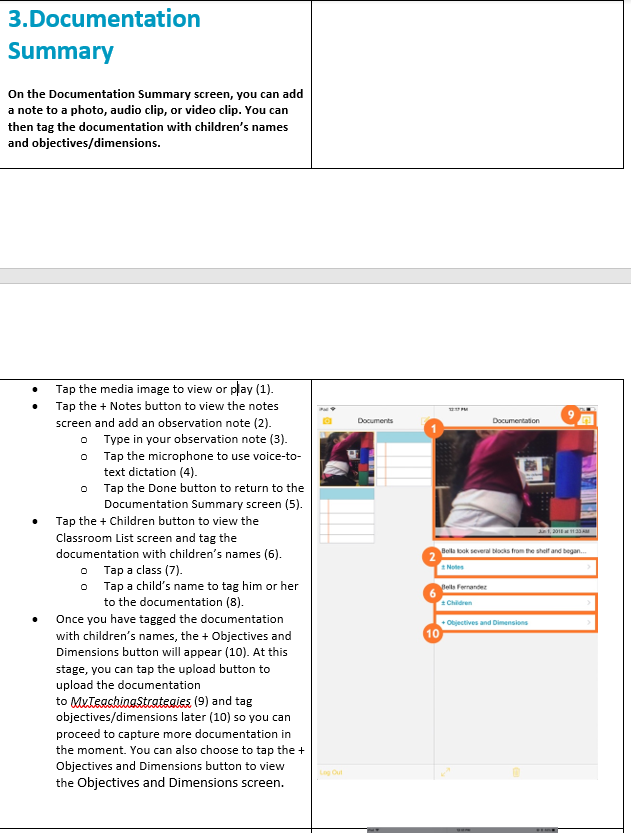 3.Documentation
Summary
On the Documentation Summary screen, you can add
a note to a photo, audio clip, or video clip. You can
then tag the documentation with children's names
and objectives/dimensions.
• Tap the media image to view or play (1).
• Tap the + Notes button to view the notes
screen and add an observation note (2).
o Type in your observation note (3).
o Tap the microphone to use voice-to-
text dictation (4).
o Tap the Done button to return to the
Documentation Summary screen (5).
• Tap the + Children button to view the
Classroom List screen and tag the
documentation with children's names (6).
o Tap a class (7).
o Tap a child's name to tag him or her
to the documentation (8).
• Once you have tagged the documentation
with children's names, the + Objectives and
Dimensions button will appear (10). At this
stage, you can tap the upload button to
upload the documentation
to MyTeachingStrategies (9) and tag
objectives/dimensions later (10) so you can
proceed to capture more documentation in
the moment. You can also choose to tap the +
Objectives and Dimensions button to view
the Objectives and Dimensions screen.
iPad 12:17 PM
9
Documents Documentation
1
Jun 1, 2018 at 11:33 AM
2
Bella took several blocks from the shelf and began...
± Notes
Bella Fernandez
6
± Children
+ Objectives and Dimensions
10
Log Out